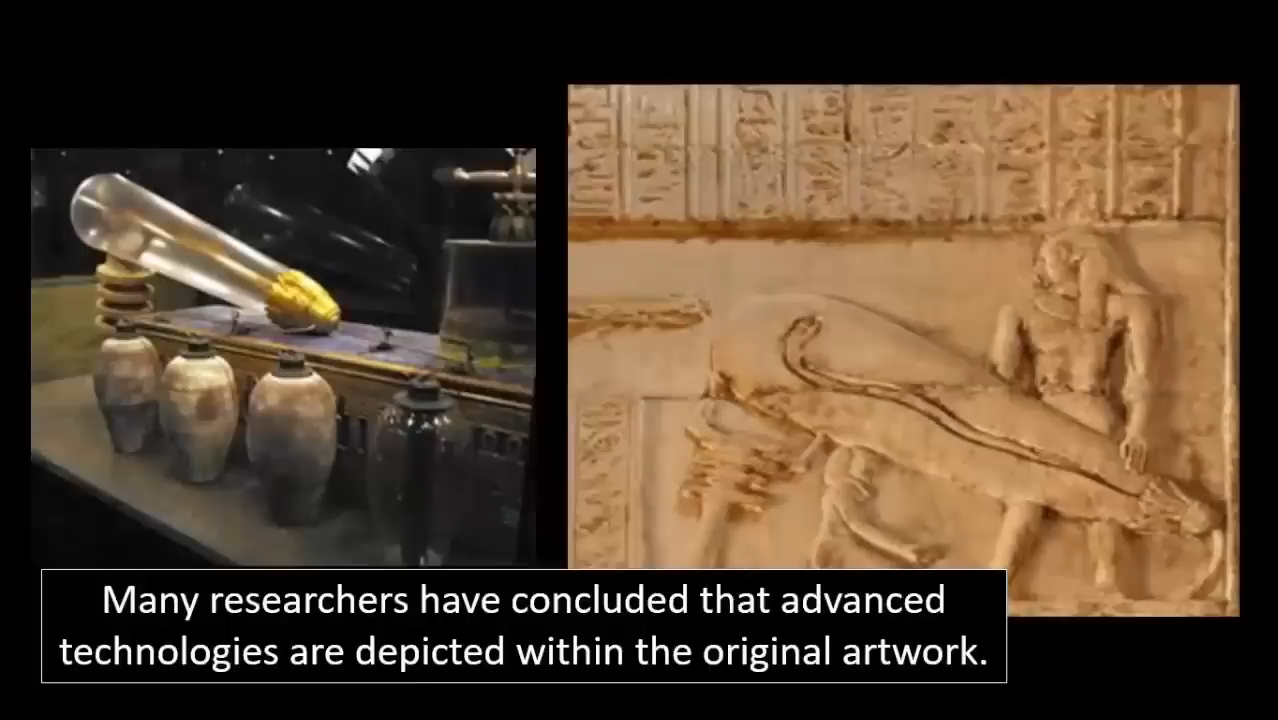 Many researchers have concluded that advanced
technologies are depicted within the original artwork.